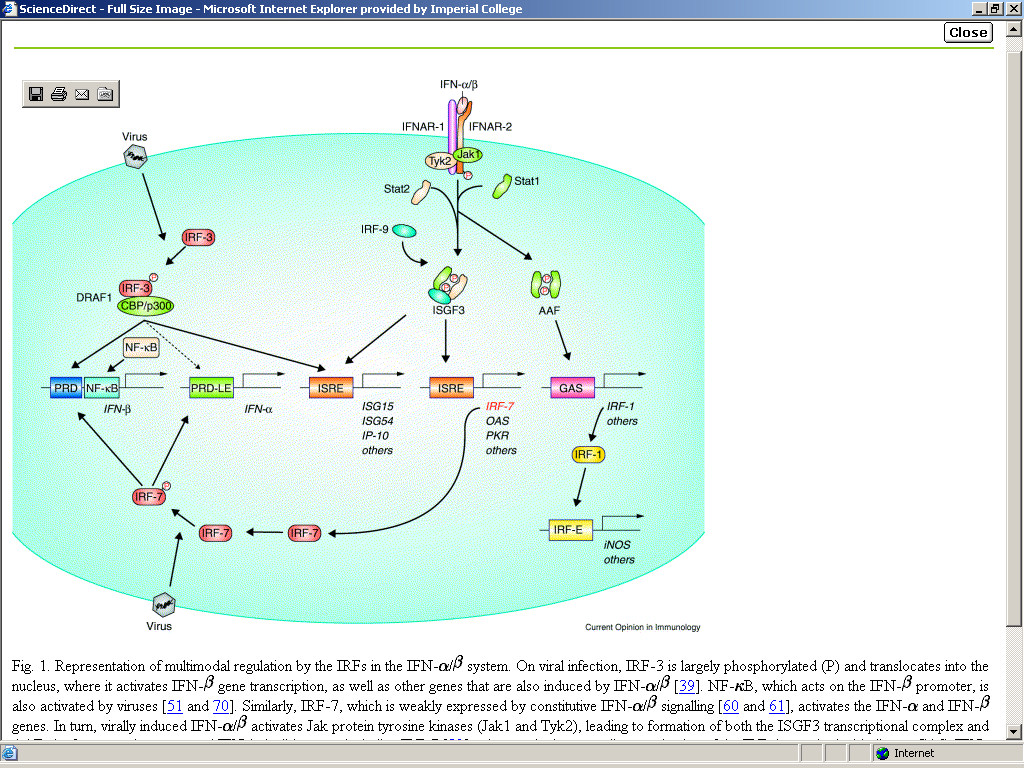 ScienceDirect - Full Size Image - Microsoft Internet Explorer provided by Imperial College
Close
IFN-α/β
IFNAR-1
IFNAR-2
Virus
Tyk2
Jak1
P
Stat2
Stat1
IRF-9
IRF-3
P
IRF-3
DRAF1
CBP/p300
P
P
ISGF3
P
P
AAF
NF-κB
PRD
NF-κB
PRD-LE
ISRE
ISRE
GAS
IFN-β
IFN-α
ISG15
ISG54
IP-10
others
IRF-7
OAS
PKR
others
IRF-1
others
IRF-1
P
IRF-7
IRF-7
IRF-7
IRF-E
iNOS
others
Virus
Current Opinion in Immunology
Fig. 1. Representation of multimodal regulation by the IRFs in the IFN-α/β system. On viral infection, IRF-3 is largely phosphorylated (P) and translocates into the
nucleus, where it activates IFN-β gene transcription, as well as other genes that are also induced by IFN-α/β [39]. NF-κB, which acts on the IFN-β promoter, is
also activated by viruses [51 and 70]. Similarly, IRF-7, which is weakly expressed by constitutive IFN-α/β signalling [60 and 61], activates the IFN-α and IFN-β
genes. In turn, virally induced IFN-α/β activates Jak protein tyrosine kinases (Jak1 and Tyk2), leading to formation of both the ISGF3 transcriptional complex and
Internet